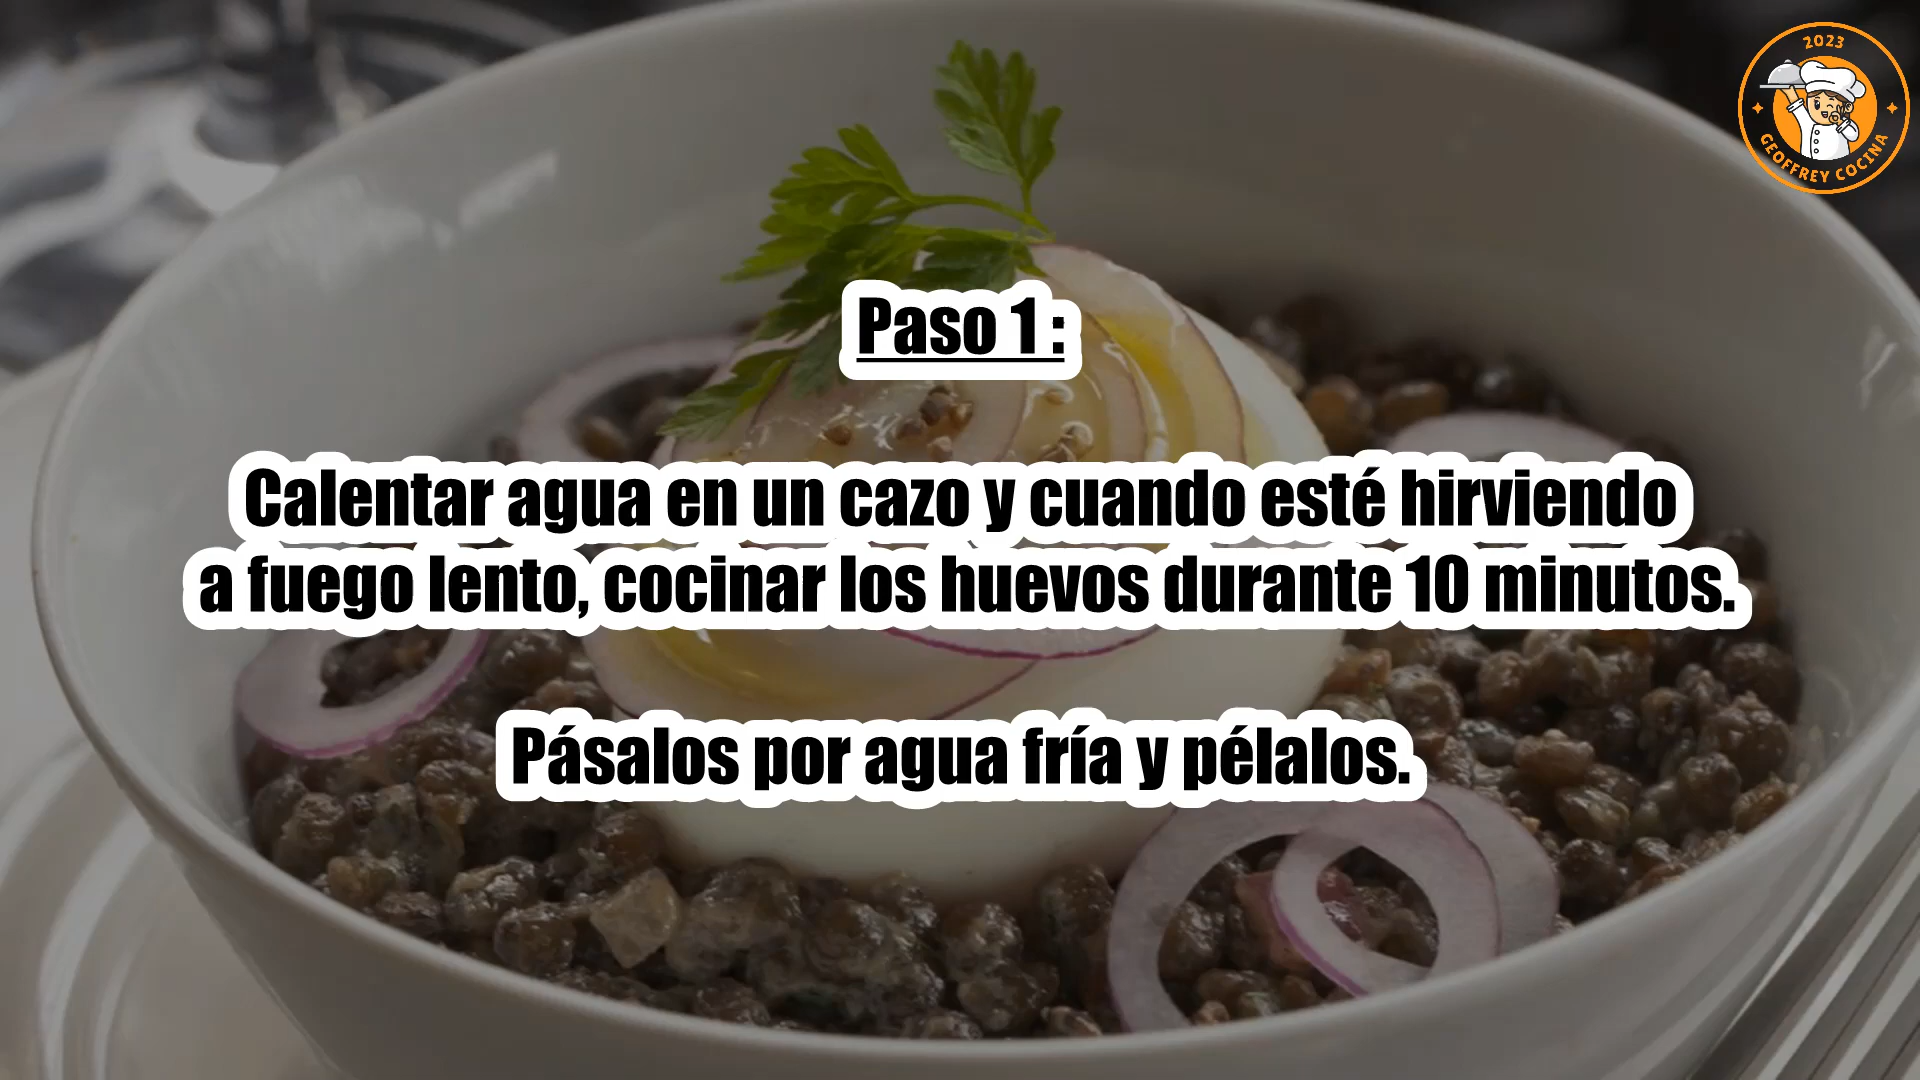 2023
GEOFFREY COCINA
Paso 1 :
Calentar agua en un cazo y cuando esté hirviendo
a fuego lento, cocinar los huevos durante 10 minutos.
Pásalos por agua fría y pélalos.